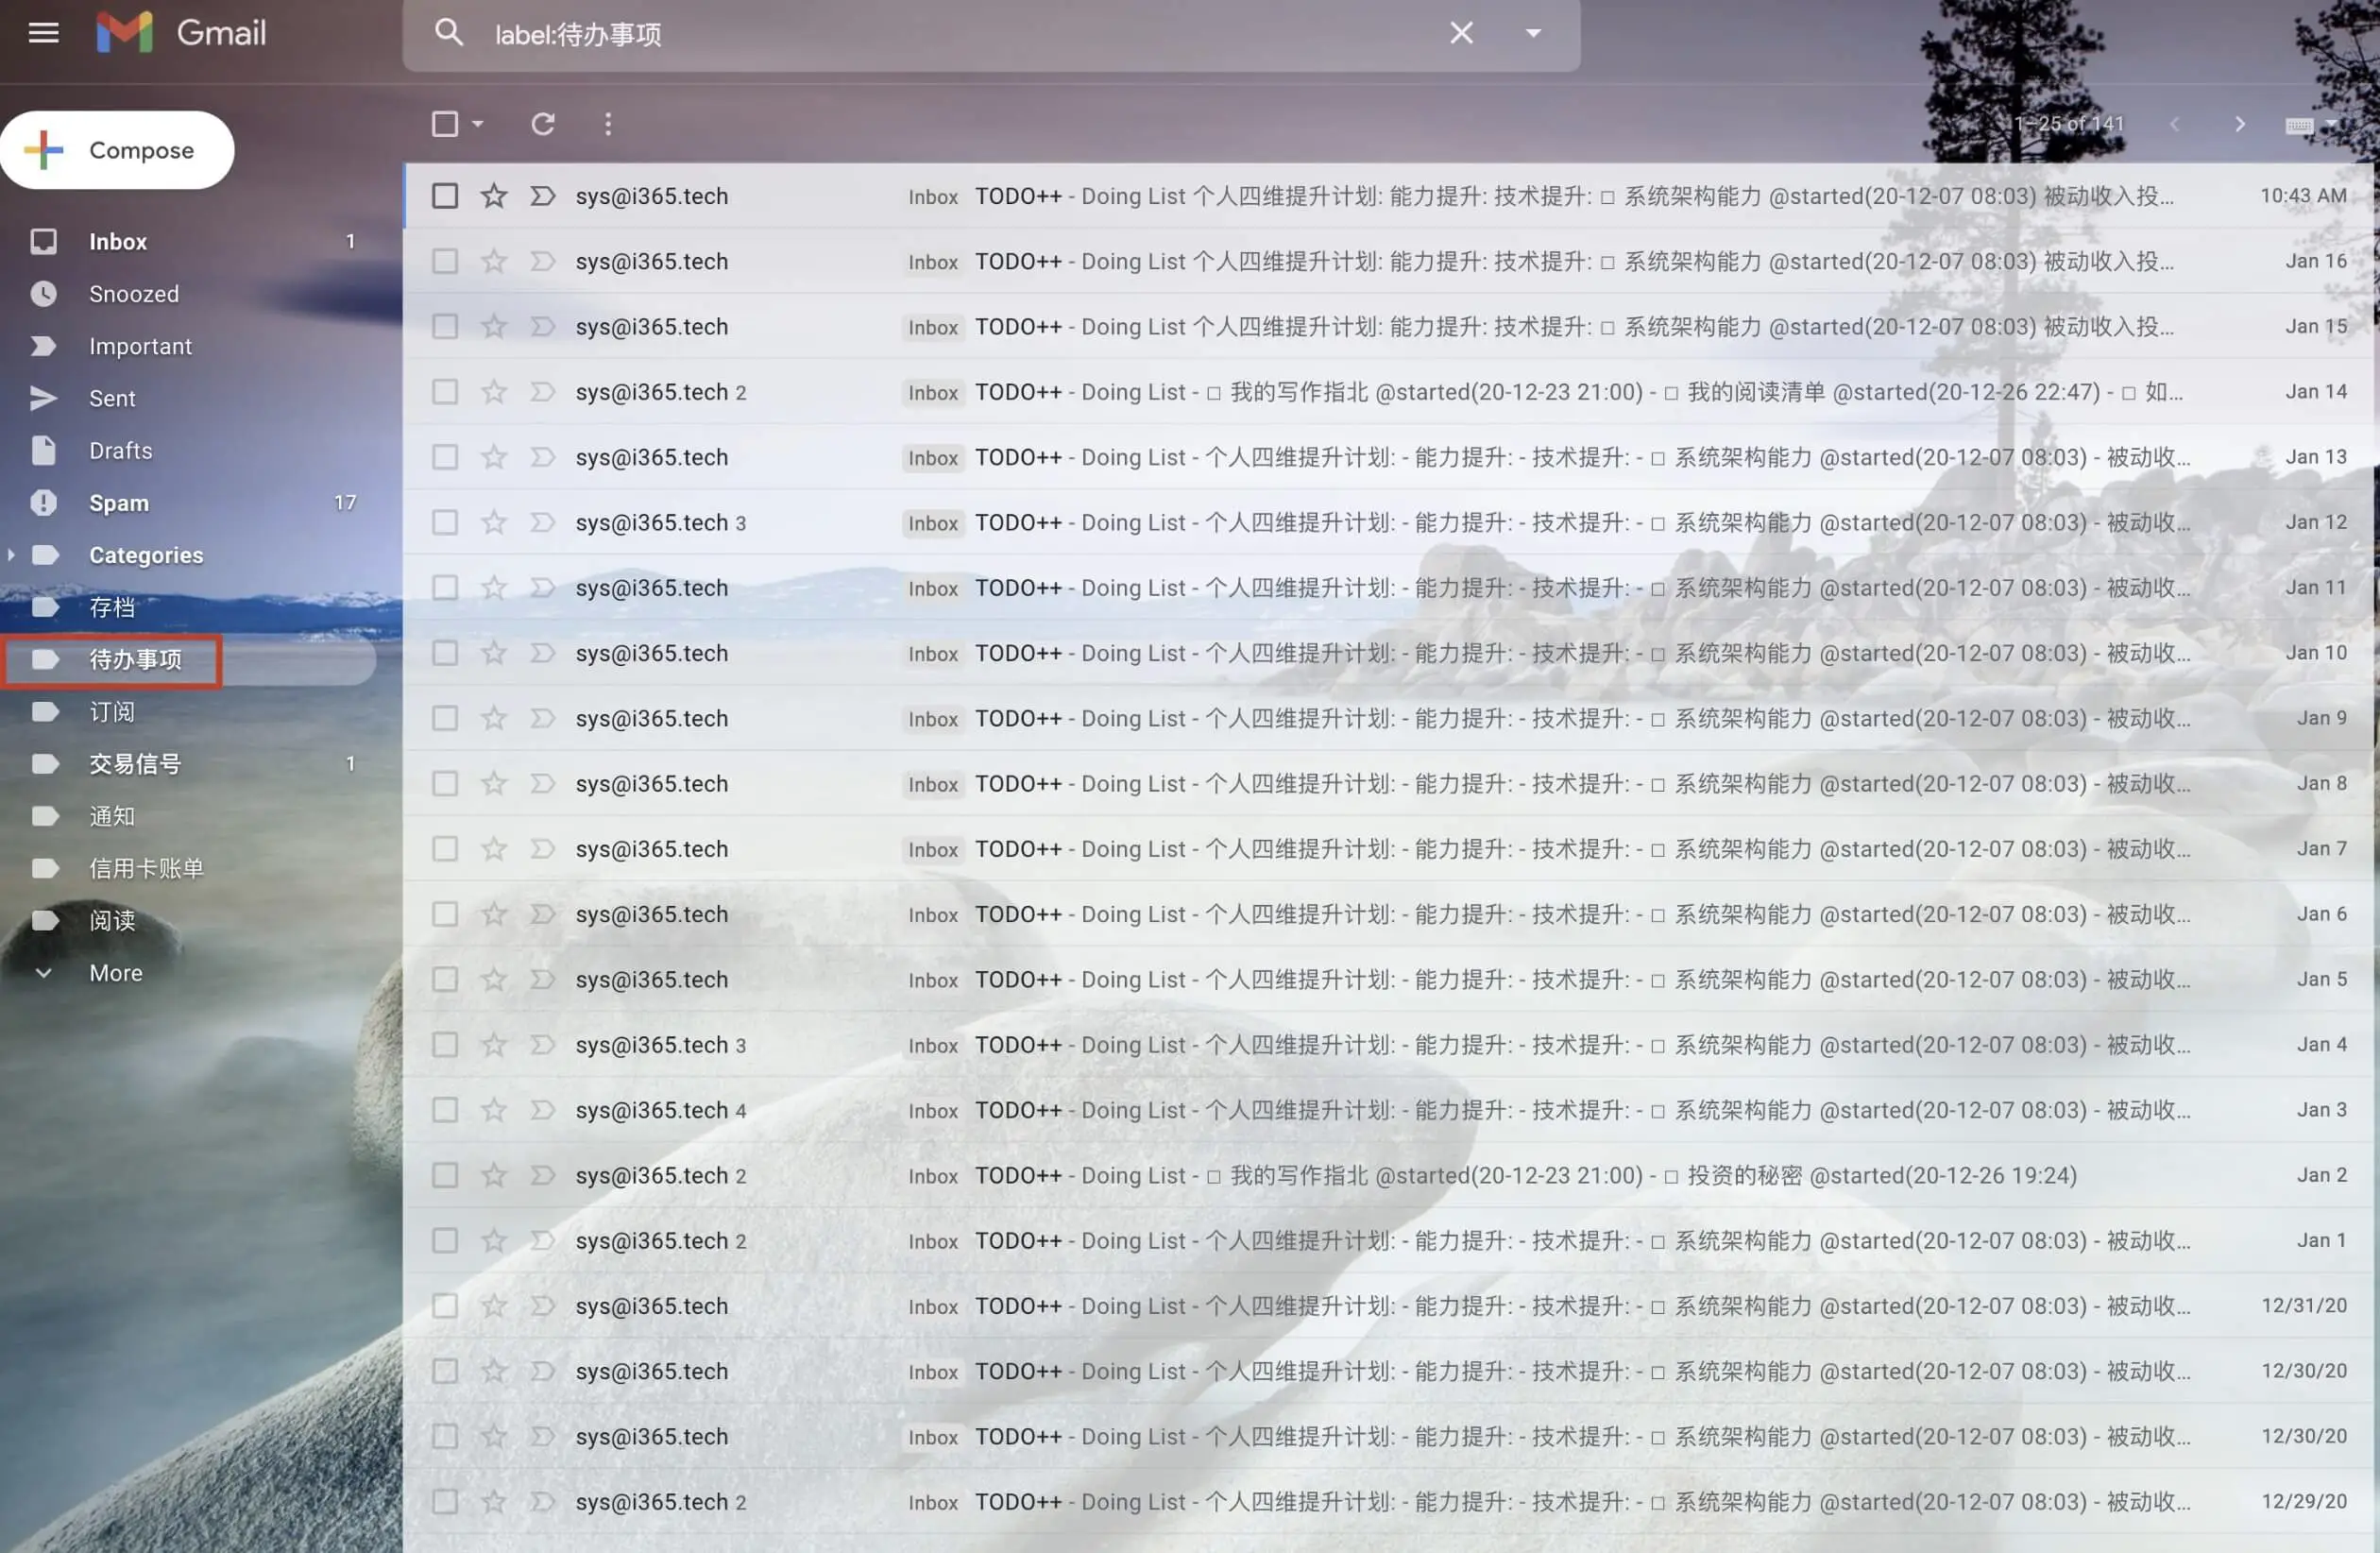 Gmail
label:待办事项
1–25 of 141
Compose
Inbox 1
Snoozed
Important
Sent
Drafts
Spam 17
Categories
存档
待办事项
订阅
交易信号 1
通知
信用卡账单
阅读
More
sys@i365.tech Inbox TODO++ - Doing List 个人四维提升计划: 能力提升: 技术提升: □ 系统架构能力 @started(20-12-07 08:03) 被动收入投... 10:43 AM
sys@i365.tech Inbox TODO++ - Doing List 个人四维提升计划: 能力提升: 技术提升: □ 系统架构能力 @started(20-12-07 08:03) 被动收入投... Jan 16
sys@i365.tech Inbox TODO++ - Doing List 个人四维提升计划: 能力提升: 技术提升: □ 系统架构能力 @started(20-12-07 08:03) 被动收入投... Jan 15
sys@i365.tech 2 Inbox TODO++ - Doing List - □ 我的写作指北 @started(20-12-23 21:00) - □ 我的阅读清单 @started(20-12-26 22:47) - □ 如... Jan 14
sys@i365.tech Inbox TODO++ - Doing List - 个人四维提升计划: - 能力提升: - 技术提升: - □ 系统架构能力 @started(20-12-07 08:03) - 被动收... Jan 13
sys@i365.tech 3 Inbox TODO++ - Doing List - 个人四维提升计划: - 能力提升: - 技术提升: - □ 系统架构能力 @started(20-12-07 08:03) - 被动收... Jan 12
sys@i365.tech Inbox TODO++ - Doing List - 个人四维提升计划: - 能力提升: - 技术提升: - □ 系统架构能力 @started(20-12-07 08:03) - 被动收... Jan 11
sys@i365.tech Inbox TODO++ - Doing List - 个人四维提升计划: - 能力提升: - 技术提升: - □ 系统架构能力 @started(20-12-07 08:03) - 被动收... Jan 10
sys@i365.tech Inbox TODO++ - Doing List - 个人四维提升计划: - 能力提升: - 技术提升: - □ 系统架构能力 @started(20-12-07 08:03) - 被动收... Jan 9
sys@i365.tech Inbox TODO++ - Doing List - 个人四维提升计划: - 能力提升: - 技术提升: - □ 系统架构能力 @started(20-12-07 08:03) - 被动收... Jan 8
sys@i365.tech Inbox TODO++ - Doing List - 个人四维提升计划: - 能力提升: - 技术提升: - □ 系统架构能力 @started(20-12-07 08:03) - 被动收... Jan 7
sys@i365.tech Inbox TODO++ - Doing List - 个人四维提升计划: - 能力提升: - 技术提升: - □ 系统架构能力 @started(20-12-07 08:03) - 被动收... Jan 6
sys@i365.tech Inbox TODO++ - Doing List - 个人四维提升计划: - 能力提升: - 技术提升: - □ 系统架构能力 @started(20-12-07 08:03) - 被动收... Jan 5
sys@i365.tech 3 Inbox TODO++ - Doing List - 个人四维提升计划: - 能力提升: - 技术提升: - □ 系统架构能力 @started(20-12-07 08:03) - 被动收... Jan 4
sys@i365.tech 4 Inbox TODO++ - Doing List - 个人四维提升计划: - 能力提升: - 技术提升: - □ 系统架构能力 @started(20-12-07 08:03) - 被动收... Jan 3
sys@i365.tech 2 Inbox TODO++ - Doing List - □ 我的写作指北 @started(20-12-23 21:00) - □ 投资的秘密 @started(20-12-26 19:24) Jan 2
sys@i365.tech 2 Inbox TODO++ - Doing List - 个人四维提升计划: - 能力提升: - 技术提升: - □ 系统架构能力 @started(20-12-07 08:03) - 被动收... Jan 1
sys@i365.tech Inbox TODO++ - Doing List - 个人四维提升计划: - 能力提升: - 技术提升: - □ 系统架构能力 @started(20-12-07 08:03) - 被动收... 12/31/20
sys@i365.tech Inbox TODO++ - Doing List - 个人四维提升计划: - 能力提升: - 技术提升: - □ 系统架构能力 @started(20-12-07 08:03) - 被动收... 12/30/20
sys@i365.tech Inbox TODO++ - Doing List - 个人四维提升计划: - 能力提升: - 技术提升: - □ 系统架构能力 @started(20-12-07 08:03) - 被动收... 12/30/20
sys@i365.tech 2 Inbox TODO++ - Doing List - 个人四维提升计划: - 能力提升: - 技术提升: - □ 系统架构能力 @started(20-12-07 08:03) - 被动收... 12/29/20